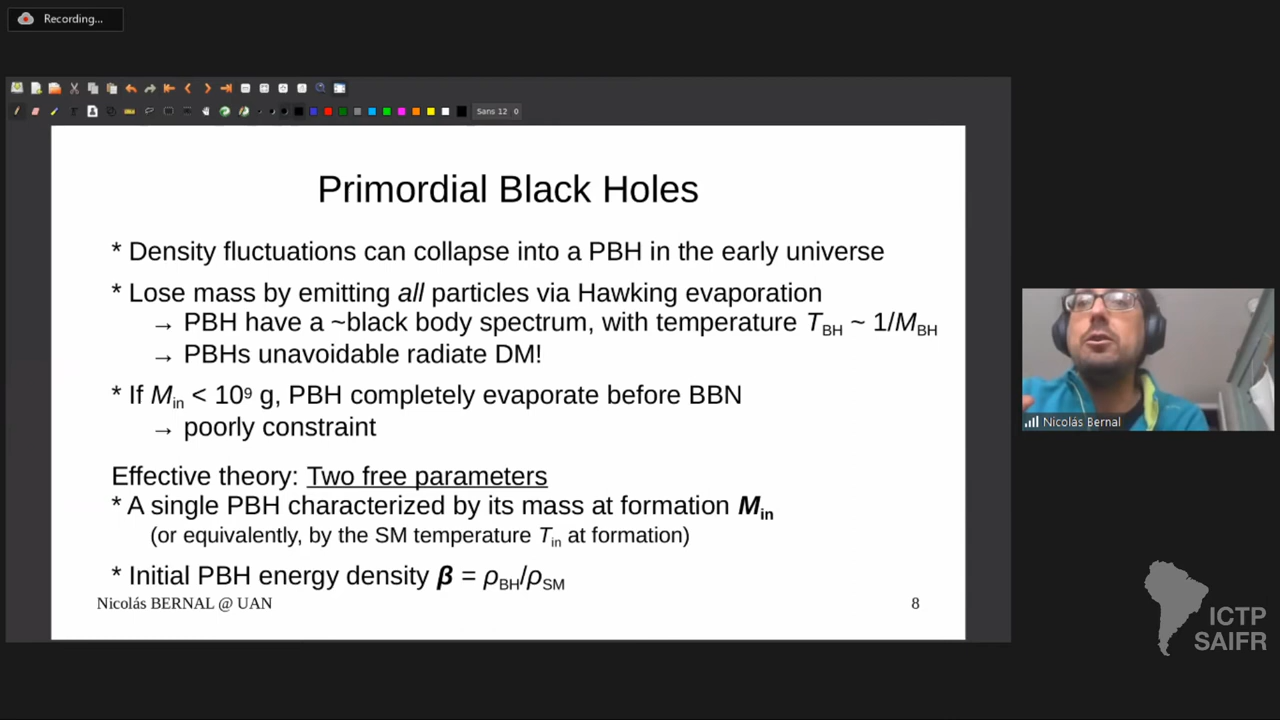 Recording...
Sans 12 0
Primordial Black Holes
* Density fluctuations can collapse into a PBH in the early universe
* Lose mass by emitting all particles via Hawking evaporation
→ PBH have a ~black body spectrum, with temperature T_BH ~ 1/M_BH
→ PBHs unavoidable radiate DM!
* If M_in < 10⁹ g, PBH completely evaporate before BBN
→ poorly constraint
Effective theory: Two free parameters
* A single PBH characterized by its mass at formation M_in
(or equivalently, by the SM temperature T_in at formation)
* Initial PBH energy density β = ρ_BH/ρ_SM
Nicolás BERNAL @ UAN
8
Nicolás Bernal
ICTP
SAIFR